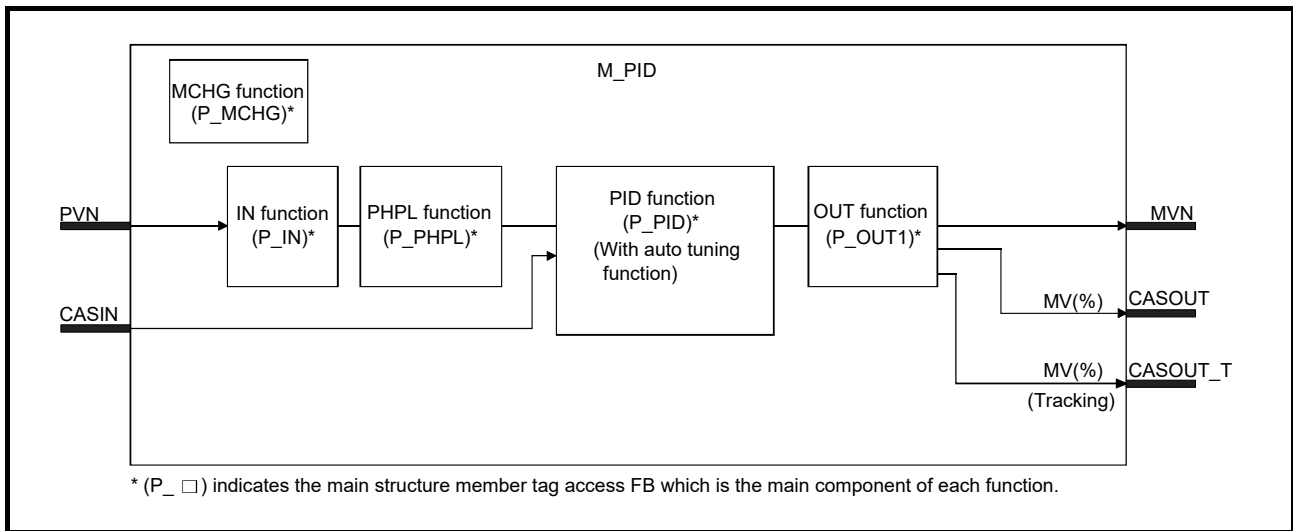 M_PID
MCHG function
(P_MCHG)*
PVN
IN function
(P_IN)*
PHPL function
(P_PHPL)*
PID function
(P_PID)*
(With auto tuning
function)
OUT function
(P_OUT1)*
MVN
CASIN
MV(%)
CASOUT
MV(%)
CASOUT_T
(Tracking)
* (P_ □) indicates the main structure member tag access FB which is the main component of each function.